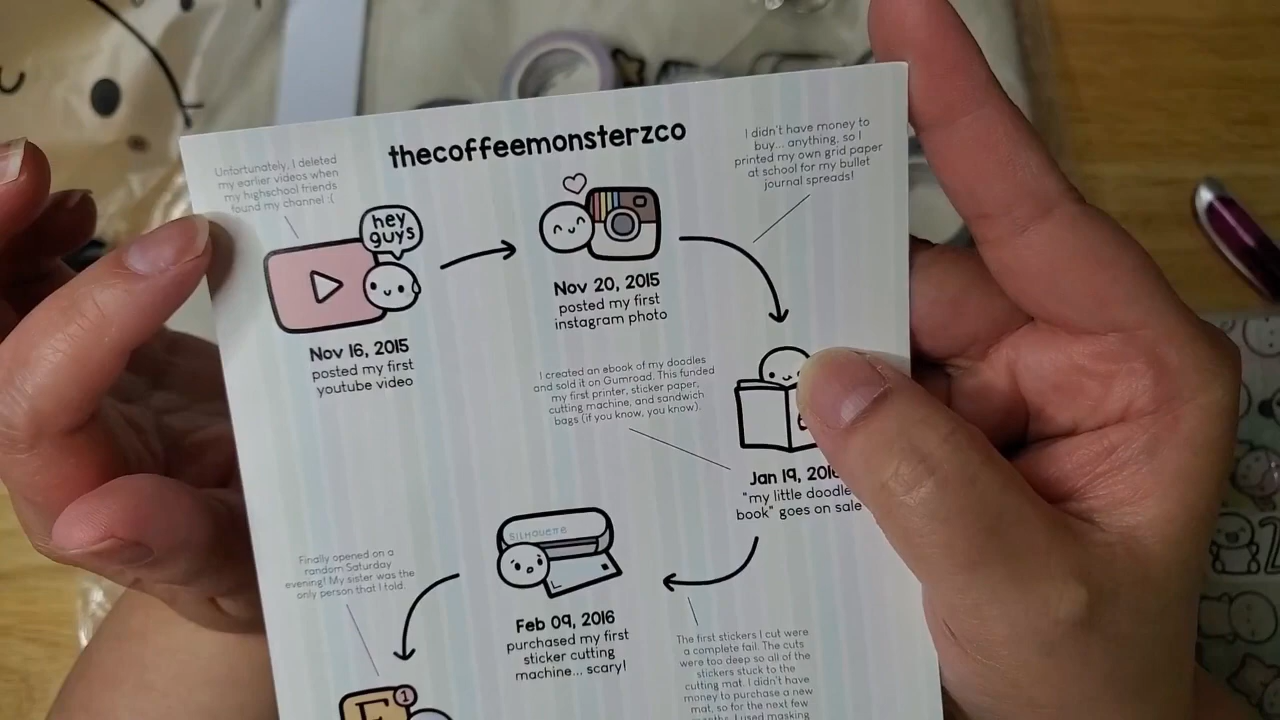 thecoffeemonsterzco
Unfortunately, I deleted
my earlier videos when
my highschool friends
found my channel :(
hey
guys
Nov 16, 2015
posted my first
youtube video
Nov 20, 2015
posted my first
instagram photo
I didn't have money to
buy... anything, so I
printed my own grid paper
at school for my bullet
journal spreads!
I created an ebook of my doodles
and sold it on Gumroad. This funded
my first printer, sticker paper,
cutting machine, and sandwich
bags (if you know, you know).
Jan 19, 2016
"my little doodle
book" goes on sale
SILHOUETTE
Feb 09, 2016
purchased my first
sticker cutting
machine... scary!
The first stickers I cut were
a complete fail. The cuts
were too deep so all of the
stickers stuck to the
cutting mat. I didn't have
money to purchase a new
mat, so for the next few
months, I used masking
Finally opened on a
random Saturday
evening! My sister was the
only person that I told.
E
1